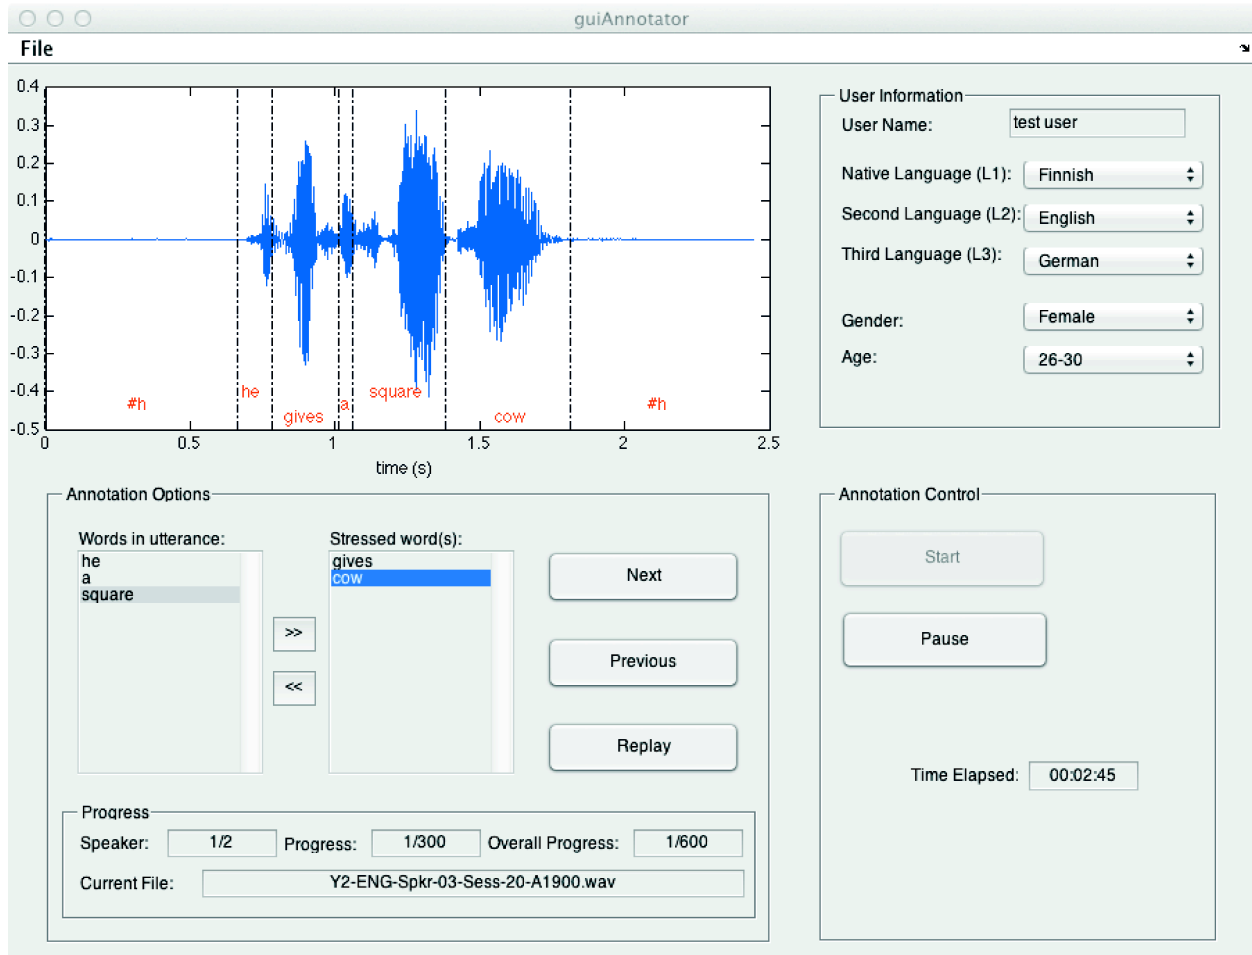 guiAnnotator
File
0.4
0.3
0.2
0.1
0
-0.1
-0.2
-0.3
-0.4
-0.5
#h
he
gives
a
square
cow
#h
0 0.5 1 1.5 2 2.5
time (s)
User Information
User Name: test user
Native Language (L1): Finnish
Second Language (L2): English
Third Language (L3): German
Gender: Female
Age: 26-30
Annotation Options
Words in utterance:
he
a
square
>>
<<
Stressed word(s):
gives
cow
Next
Previous
Replay
Progress
Speaker: 1/2 Progress: 1/300 Overall Progress: 1/600
Current File: Y2-ENG-Spkr-03-Sess-20-A1900.wav
Annotation Control
Start
Pause
Time Elapsed: 00:02:45